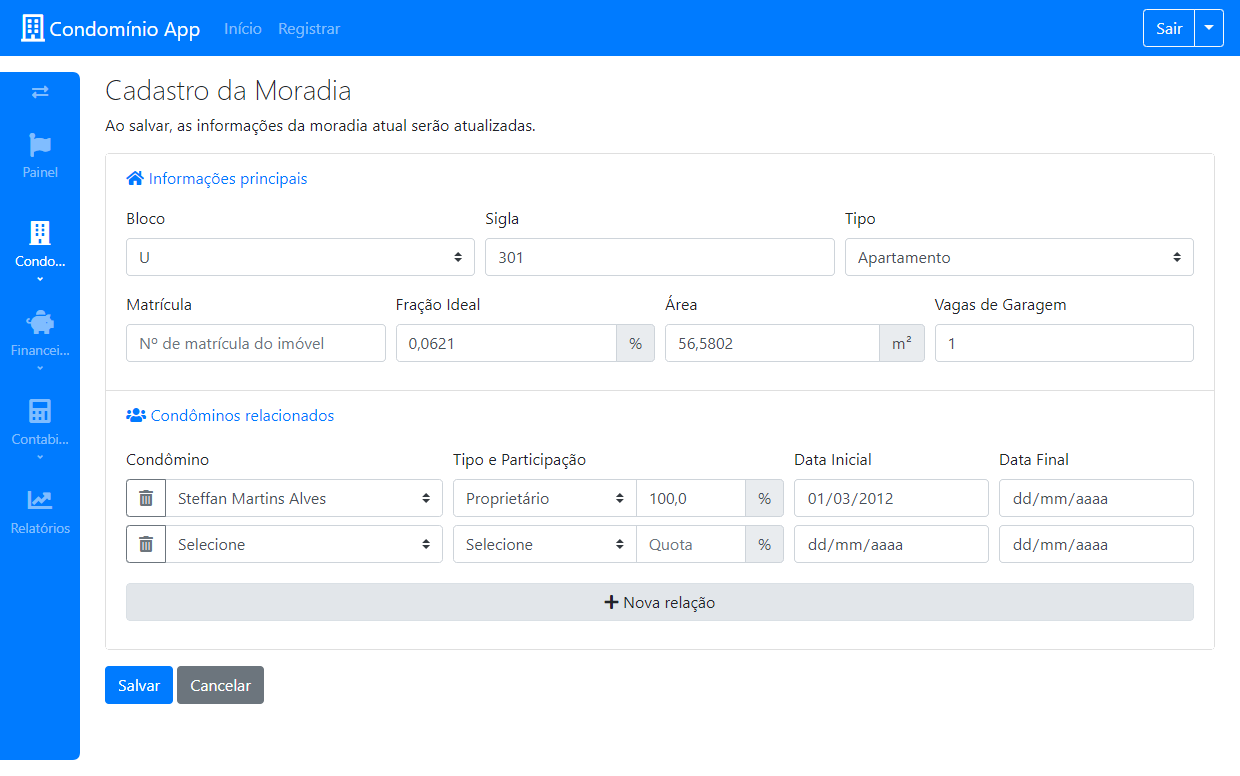 Condomínio App Início Registrar Sair
Cadastro da Moradia
Ao salvar, as informações da moradia atual serão atualizadas.
Painel
Condo...
Financei...
Contabi...
Relatórios
Informações principais
Bloco Sigla Tipo
U 301 Apartamento
Matrícula Fração Ideal Área Vagas de Garagem
Nº de matrícula do imóvel 0,0621 % 56,5802 m² 1
Condôminos relacionados
Condômino Tipo e Participação Data Inicial Data Final
Steffan Martins Alves Proprietário 100,0 % 01/03/2012 dd/mm/aaaa
Selecione Selecione Quota % dd/mm/aaaa dd/mm/aaaa
Nova relação
Salvar Cancelar